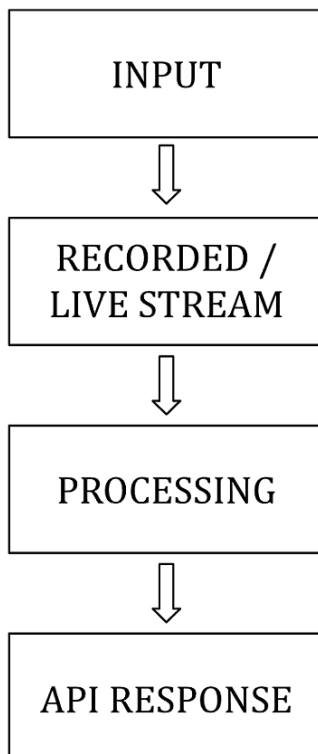 INPUT
RECORDED /
LIVE STREAM
PROCESSING
API RESPONSE